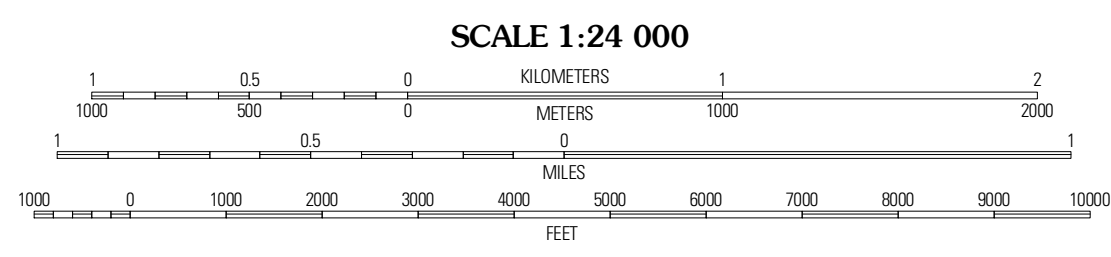 SCALE 1:24 000
1 0.5 0 KILOMETERS 1 2
1000 500 0 METERS 1000 2000
1 0.5 0 1
MILES
1000 0 1000 2000 3000 4000 5000 6000 7000 8000 9000 10000
FEET